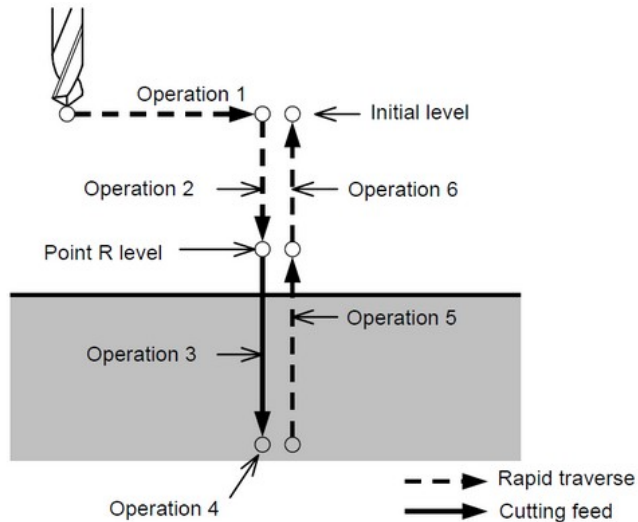 Operation 1
Initial level
Operation 2
Operation 6
Point R level
Operation 5
Operation 3
Operation 4
Rapid traverse
Cutting feed